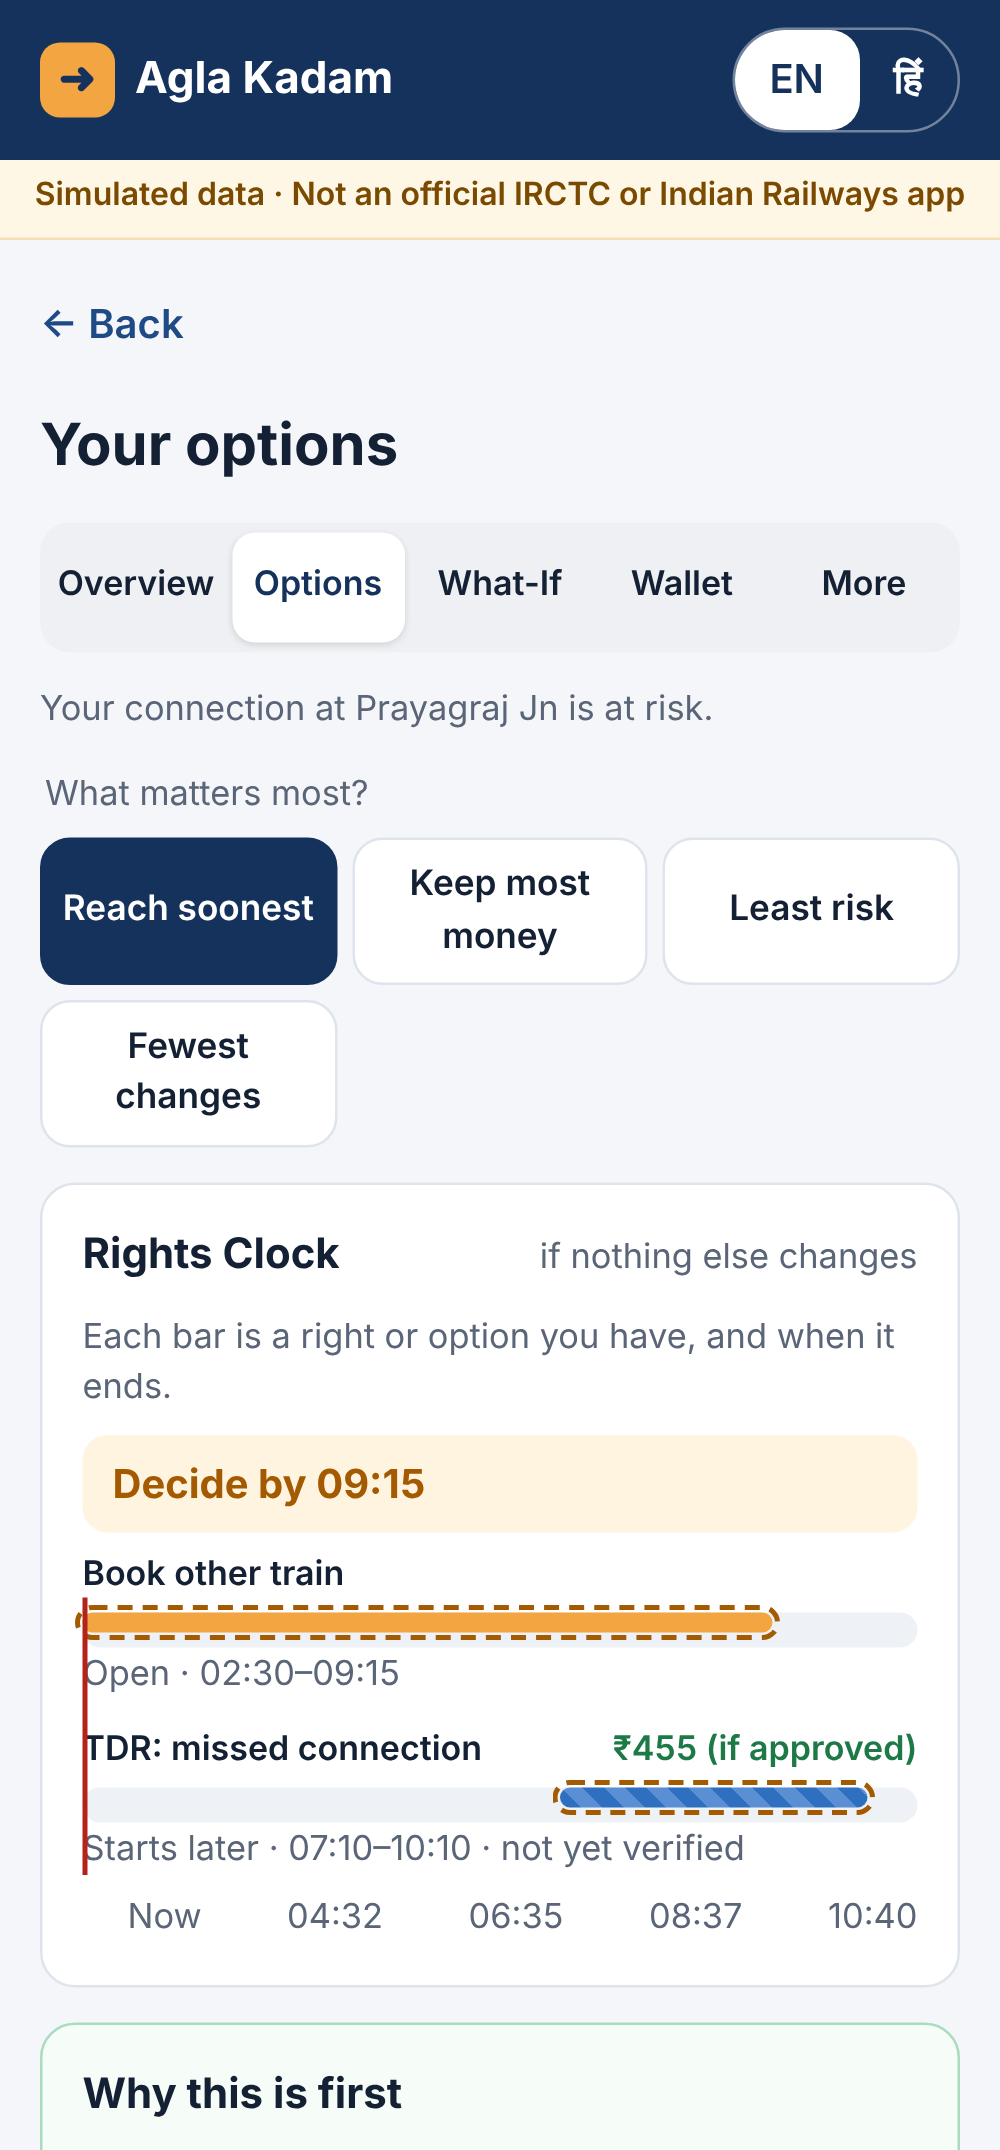 Agla Kadam
EN
हिं
Simulated data · Not an official IRCTC or Indian Railways app
← Back
Your options
Overview
Options
What-If
Wallet
More
Your connection at Prayagraj Jn is at risk.
What matters most?
Reach soonest
Keep most
money
Least risk
Fewest
changes
Rights Clock
if nothing else changes
Each bar is a right or option you have, and when it
ends.
Decide by 09:15
Book other train
Open · 02:30–09:15
TDR: missed connection
₹455 (if approved)
Starts later · 07:10–10:10 · not yet verified
Now 04:32 06:35 08:37 10:40
Why this is first